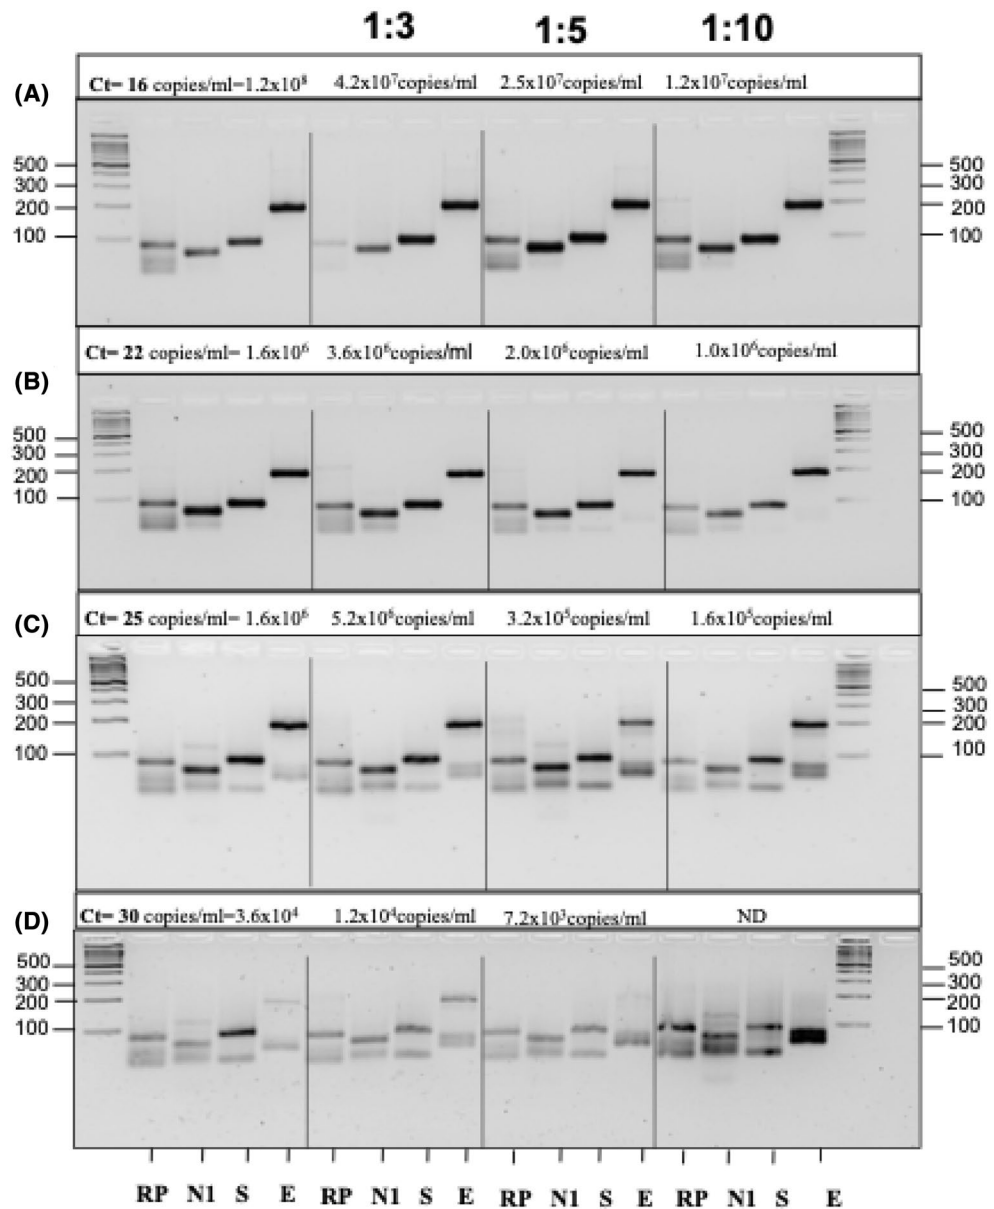 1:3 1:5 1:10
(A)
Ct= 16 copies/ml=1.2x10⁸ 4.2x10⁷copies/ml 2.5x10⁷copies/ml 1.2x10⁷copies/ml
500 500
300 300
200 200
100 100
(B)
Ct= 22 copies/ml= 1.6x10⁶ 3.6x10⁶copies/ml 2.0x10⁶copies/ml 1.0x10⁶copies/ml
500 500
300 300
200 200
100 100
(C)
Ct= 25 copies/ml= 1.6x10⁶ 5.2x10⁶copies/ml 3.2x10⁵copies/ml 1.6x10⁵copies/ml
500 500
300 300
200 200
100 100
(D)
Ct= 30 copies/ml=3.6x10⁴ 1.2x10⁴copies/ml 7.2x10³copies/ml ND
500 500
300 300
200 200
100 100
RP N1 S E RP N1 S E RP N1 S E RP N1 S E